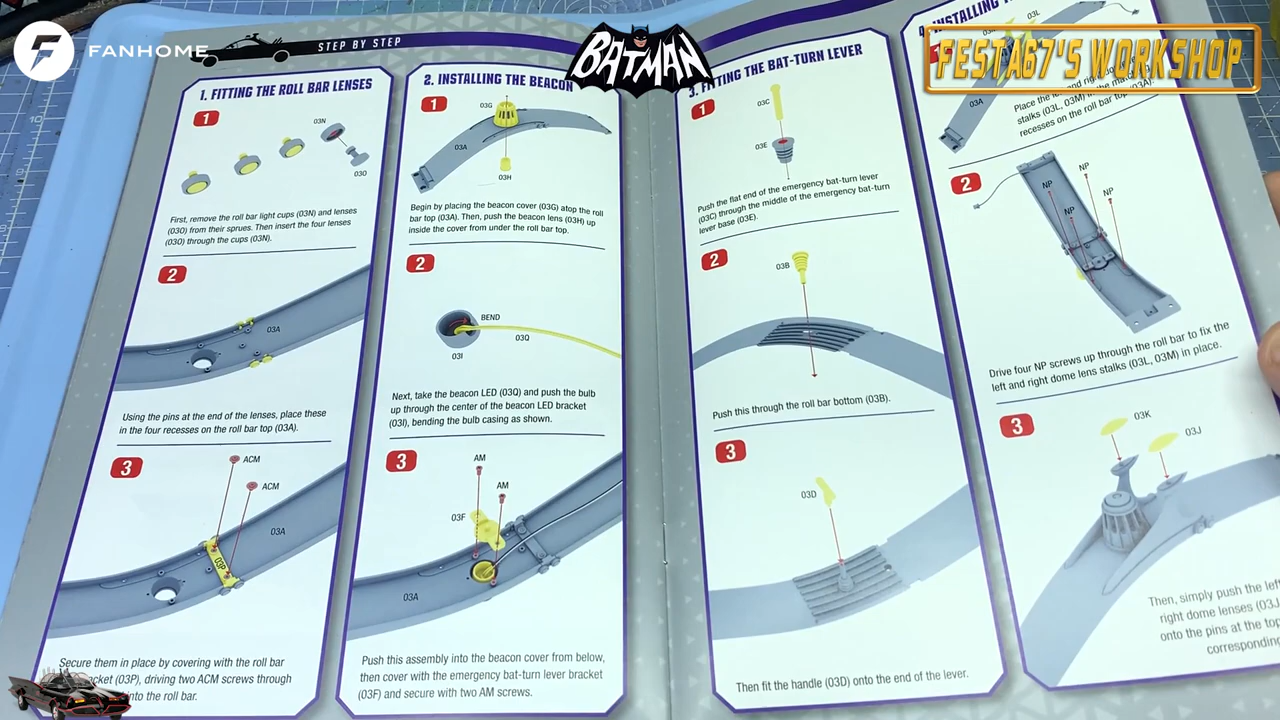 FANHOME
STEP BY STEP
BATMAN
FESTA67'S WORKSHOP
1. FITTING THE ROLL BAR LENSES
1
03N
03O
First, remove the roll bar light cups (03N) and lenses
(03O) from their sprues. Then insert the four lenses
(03O) through the cups (03N).
2
03A
Using the pins at the end of the lenses, place these
in the four recesses on the roll bar top (03A).
3
ACM
ACM
03A
03P
Secure them in place by covering with the roll bar
(03P), driving two ACM screws through
into the roll bar.
2. INSTALLING THE BEACON
1
03G
03A
03H
Begin by placing the beacon cover (03G) atop the roll
bar top (03A). Then, push the beacon lens (03H) up
inside the cover from under the roll bar top.
2
BEND
03Q
03I
Next, take the beacon LED (03Q) and push the bulb
up through the center of the beacon LED bracket
(03I), bending the bulb casing as shown.
3
AM
AM
03F
03A
Push this assembly into the beacon cover from below,
then cover with the emergency bat-turn lever bracket
(03F) and secure with two AM screws.
3. FITTING THE BAT-TURN LEVER
1
03C
03E
Push the flat end of the emergency bat-turn lever
(03C) through the middle of the emergency bat-turn
lever base (03E).
2
03B
Push this through the roll bar bottom (03B).
3
03D
Then fit the handle (03D) onto the end of the lever.
INSTALLING
03L
03A
Place the
stalks (03L, 03M) in the
recesses on the roll bar top (03A).
2
NP
NP
NP
NP
Drive four NP screws up through the roll bar to fix the
left and right dome lens stalks (03L, 03M) in place.
3
03K
03J
Then, simply push the left
right dome lenses (03J
onto the pins at the top